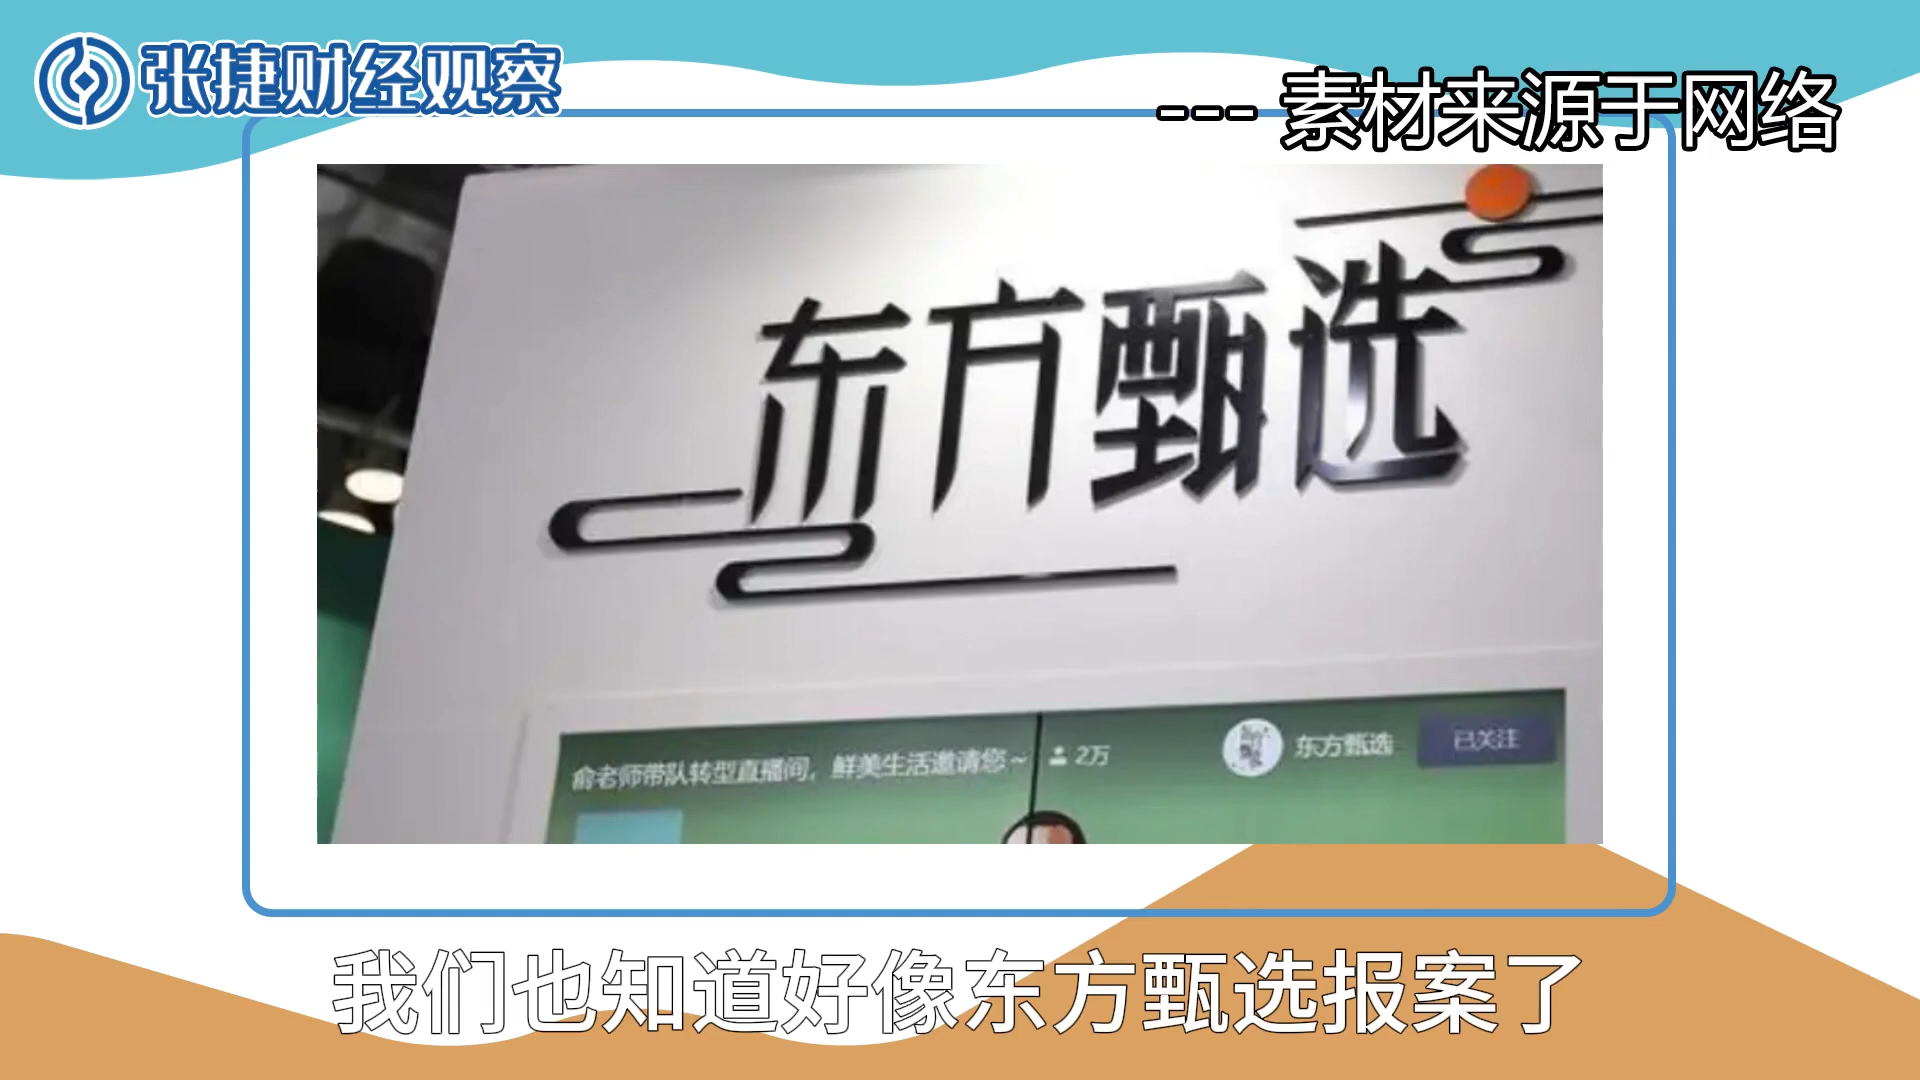 张捷财经观察
--- 素材来源于网络
东方甄选
俞老师带队转型直播间，鲜美生活邀请您~ 2万
东方甄选 已关注
我们也知道好像东方甄选报案了